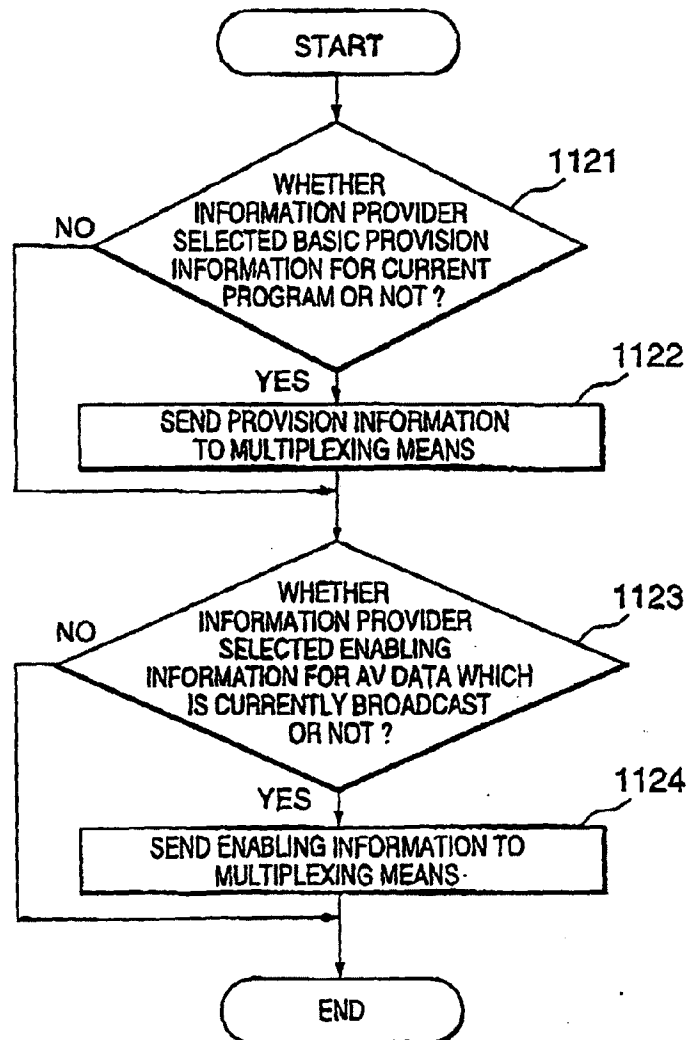 START
1121
WHETHER
INFORMATION PROVIDER
SELECTED BASIC PROVISION
INFORMATION FOR CURRENT
PROGRAM OR NOT ?
NO
YES
1122
SEND PROVISION INFORMATION
TO MULTIPLEXING MEANS
1123
WHETHER
INFORMATION PROVIDER
SELECTED ENABLING
INFORMATION FOR AV DATA WHICH
IS CURRENTLY BROADCAST
OR NOT ?
NO
YES
1124
SEND ENABLING INFORMATION TO
MULTIPLEXING MEANS
END